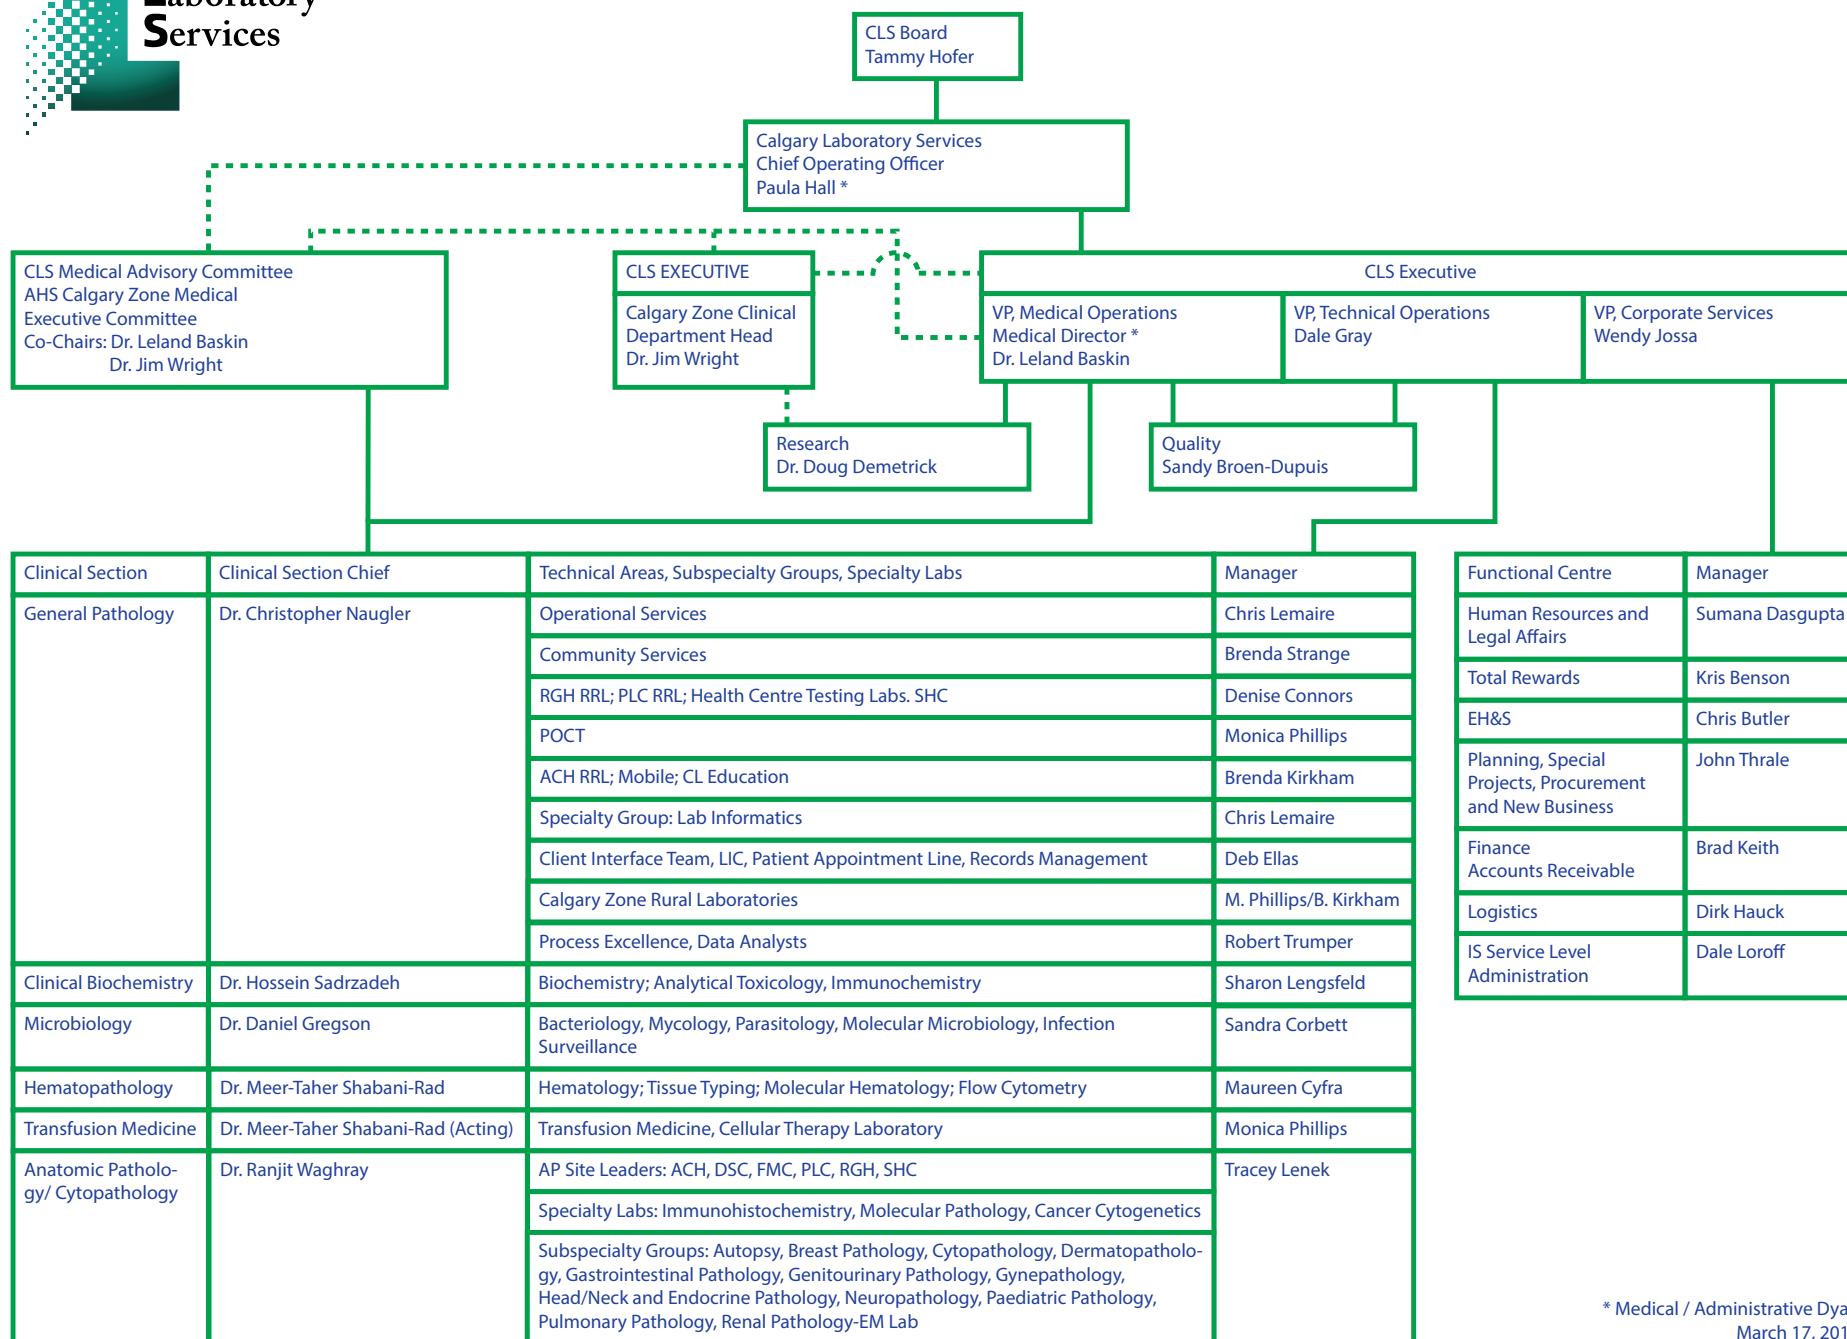 Services
CLS Board
Tammy Hofer
Calgary Laboratory Services
Chief Operating Officer
Paula Hall *
CLS Medical Advisory Committee
AHS Calgary Zone Medical
Executive Committee
Co-Chairs: Dr. Leland Baskin
Dr. Jim Wright
CLS EXECUTIVE
Calgary Zone Clinical
Department Head
Dr. Jim Wright
CLS Executive
VP, Medical Operations
Medical Director *
Dr. Leland Baskin
VP, Technical Operations
Dale Gray
VP, Corporate Services
Wendy Jossa
Research
Dr. Doug Demetrick
Quality
Sandy Broen-Dupuis
Clinical Section
Clinical Section Chief
Technical Areas, Subspecialty Groups, Specialty Labs
Manager
General Pathology
Dr. Christopher Naugler
Operational Services
Chris Lemaire
Community Services
Brenda Strange
RGH RRL; PLC RRL; Health Centre Testing Labs. SHC
Denise Connors
POCT
Monica Phillips
ACH RRL; Mobile; CL Education
Brenda Kirkham
Specialty Group: Lab Informatics
Chris Lemaire
Client Interface Team, LIC, Patient Appointment Line, Records Management
Deb Ellas
Calgary Zone Rural Laboratories
M. Phillips/B. Kirkham
Process Excellence, Data Analysts
Robert Trumper
Clinical Biochemistry
Dr. Hossein Sadrzadeh
Biochemistry; Analytical Toxicology, Immunochemistry
Sharon Lengsfeld
Microbiology
Dr. Daniel Gregson
Bacteriology, Mycology, Parasitology, Molecular Microbiology, Infection
Surveillance
Sandra Corbett
Hematopathology
Dr. Meer-Taher Shabani-Rad
Hematology; Tissue Typing; Molecular Hematology; Flow Cytometry
Maureen Cyfra
Transfusion Medicine
Dr. Meer-Taher Shabani-Rad (Acting)
Transfusion Medicine, Cellular Therapy Laboratory
Monica Phillips
Anatomic Patholo-
gy/ Cytopathology
Dr. Ranjit Waghray
AP Site Leaders: ACH, DSC, FMC, PLC, RGH, SHC
Tracey Lenek
Specialty Labs: Immunohistochemistry, Molecular Pathology, Cancer Cytogenetics
Subspecialty Groups: Autopsy, Breast Pathology, Cytopathology, Dermatopatholo-
gy, Gastrointestinal Pathology, Genitourinary Pathology, Gynepathology,
Head/Neck and Endocrine Pathology, Neuropathology, Paediatric Pathology,
Pulmonary Pathology, Renal Pathology-EM Lab
Functional Centre
Manager
Human Resources and
Legal Affairs
Sumana Dasgupta
Total Rewards
Kris Benson
EH&S
Chris Butler
Planning, Special
Projects, Procurement
and New Business
John Thrale
Finance
Accounts Receivable
Brad Keith
Logistics
Dirk Hauck
IS Service Level
Administration
Dale Loroff
* Medical / Administrative
March 17,